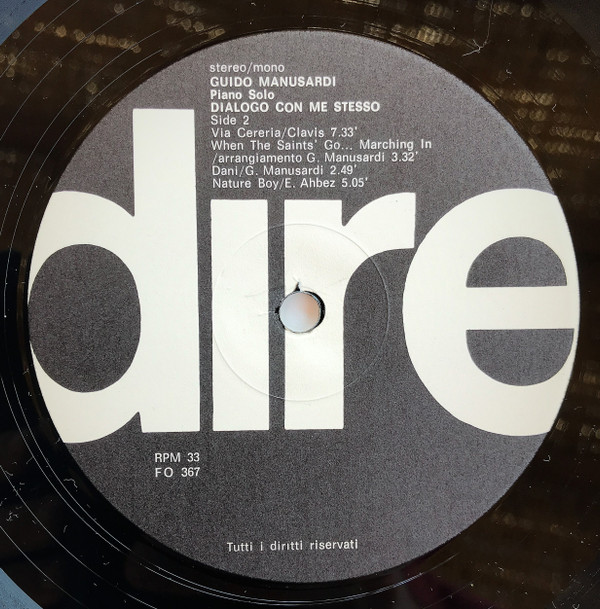 stereo/mono
GUIDO MANUSARDI
Piano Solo
DIALOGO CON ME STESSO
Side 2
Via Cereria/Clavis 7.33'
When The Saints' Go... Marching In
/arrangiamento G. Manusardi 3.32'
Dani/G. Manusardi 2.49'
Nature Boy/E. Ahbez 5.05'
dire
RPM 33
FO 367
Tutti i diritti riservati